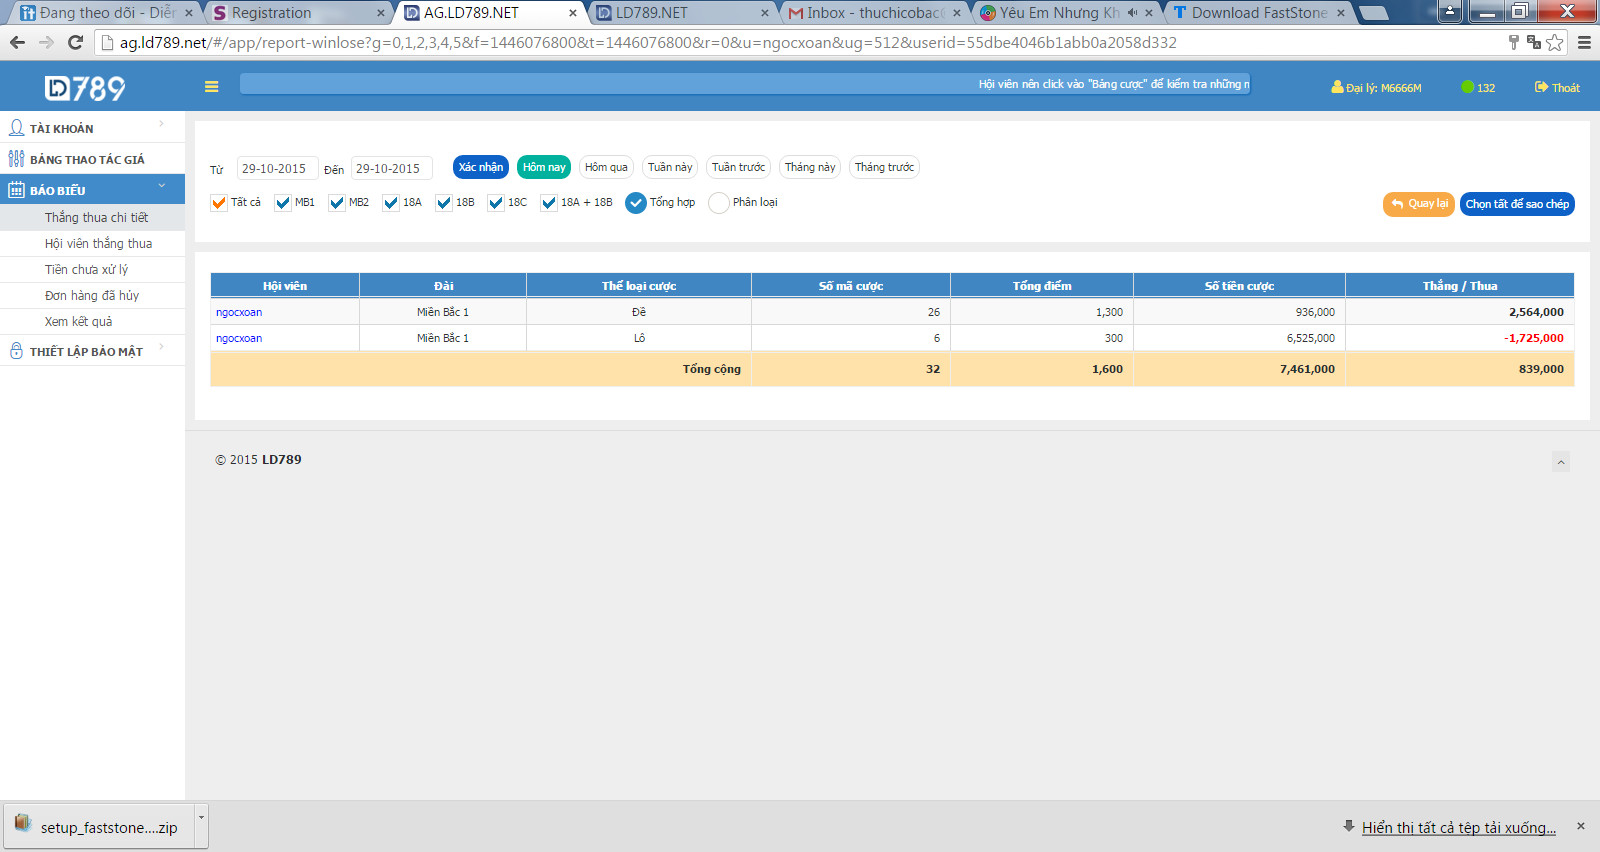 Đang theo dõi - Diễn
Registration
AG.LD789.NET
LD789.NET
Inbox - thuchicobac@
Yêu Em Nhưng Kh
Download FastStone
ag.ld789.net/#/app/report-winlose?g=0,1,2,3,4,5&f=1446076800&t=1446076800&r=0&u=ngocxoan&ug=512&userid=55dbe4046b1abb0a2058d332
LD789
Hội viên nên click vào "Bảng cược" để kiểm tra những n
Đại lý: M6666M
132
Thoát
TÀI KHOẢN
BẢNG THAO TÁC GIÁ
BÁO BIỂU
Thắng thua chi tiết
Hội viên thắng thua
Tiền chưa xử lý
Đơn hàng đã hủy
Xem kết quả
THIẾT LẬP BẢO MẬT
Từ 29-10-2015 Đến 29-10-2015 Xác nhận Hôm nay Hôm qua Tuần này Tuần trước Tháng này Tháng trước
Tất cả MB1 MB2 18A 18B 18C 18A + 18B Tổng hợp Phân loại
Quay lại Chọn tất để sao chép
Hội viên Đài Thể loại cược Số mã cược Tổng điểm Số tiền cược Thắng / Thua
ngocxoan Miền Bắc 1 Đề 26 1,300 936,000 2,564,000
ngocxoan Miền Bắc 1 Lô 6 300 6,525,000 -1,725,000
Tổng cộng 32 1,600 7,461,000 839,000
© 2015 LD789
setup_faststone....zip
Hiển thị tất cả tệp tải xuống...